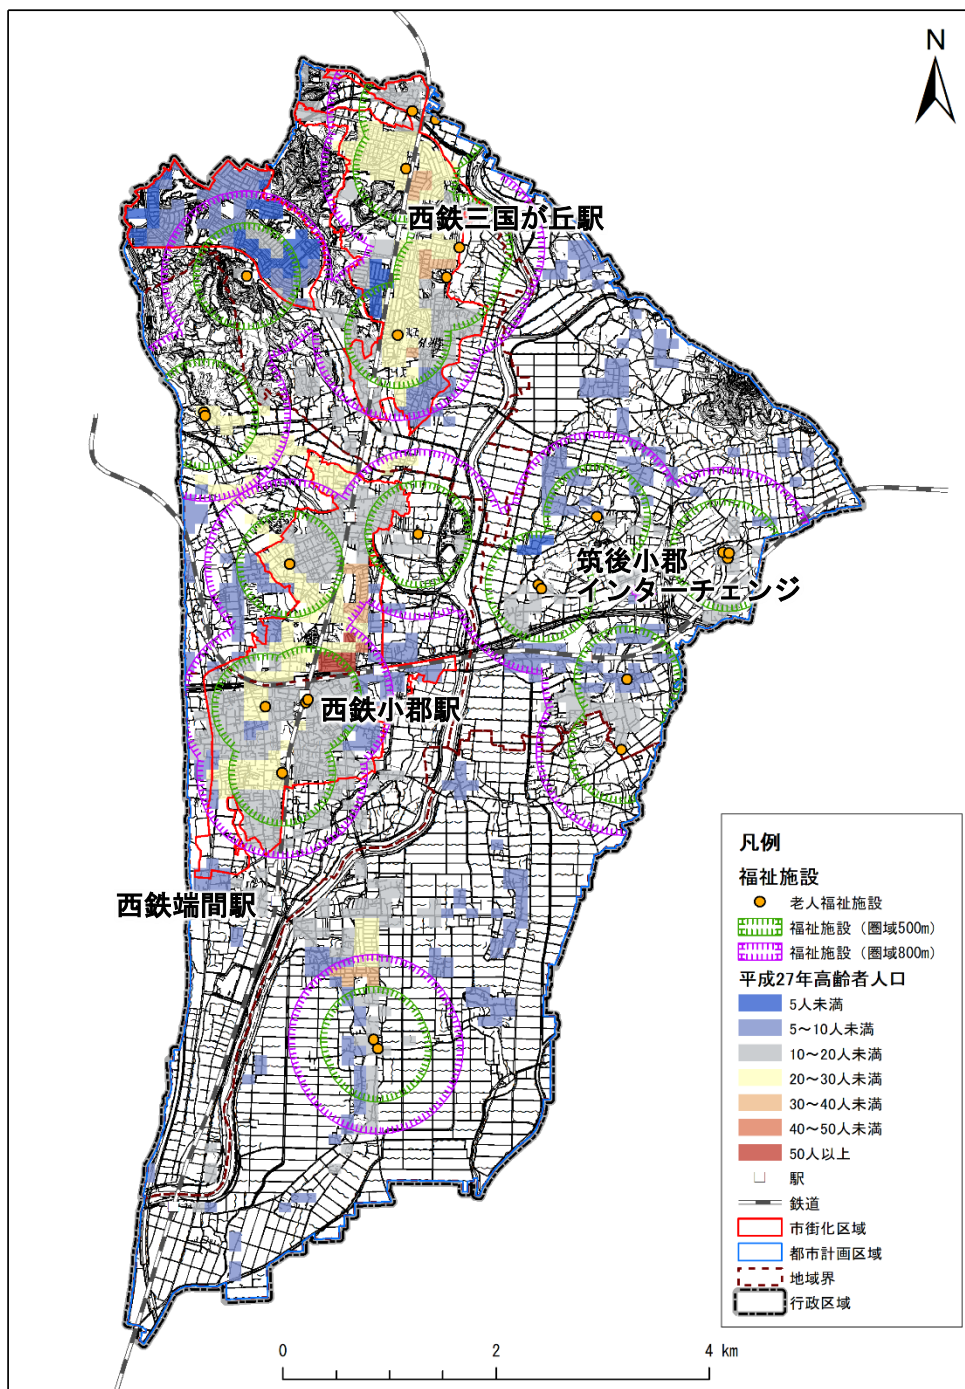 N
西鉄三国が丘駅
筑後小郡
インターチェンジ
西鉄小郡駅
西鉄端間駅
凡例
福祉施設
老人福祉施設
福祉施設（圏域500m）
福祉施設（圏域800m）
平成27年高齢者人口
5人未満
5～10人未満
10～20人未満
20～30人未満
30～40人未満
40～50人未満
50人以上
駅
鉄道
市街化区域
都市計画区域
地域界
行政区域
0 2 4 km